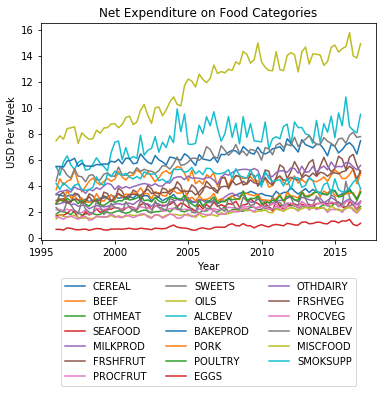 Net Expenditure on Food Categories
USD Per Week
16
14
12
10
8
6
4
2
0
1995 2000 2005 2010 2015
Year
CEREAL SWEETS OTHDAIRY
BEEF OILS FRSHVEG
OTHMEAT ALCBEV PROCVEG
SEAFOOD BAKEPROD NONALBEV
MILKPROD PORK MISCFOOD
FRSHFRUT POULTRY SMOKSUPP
PROCFRUT EGGS